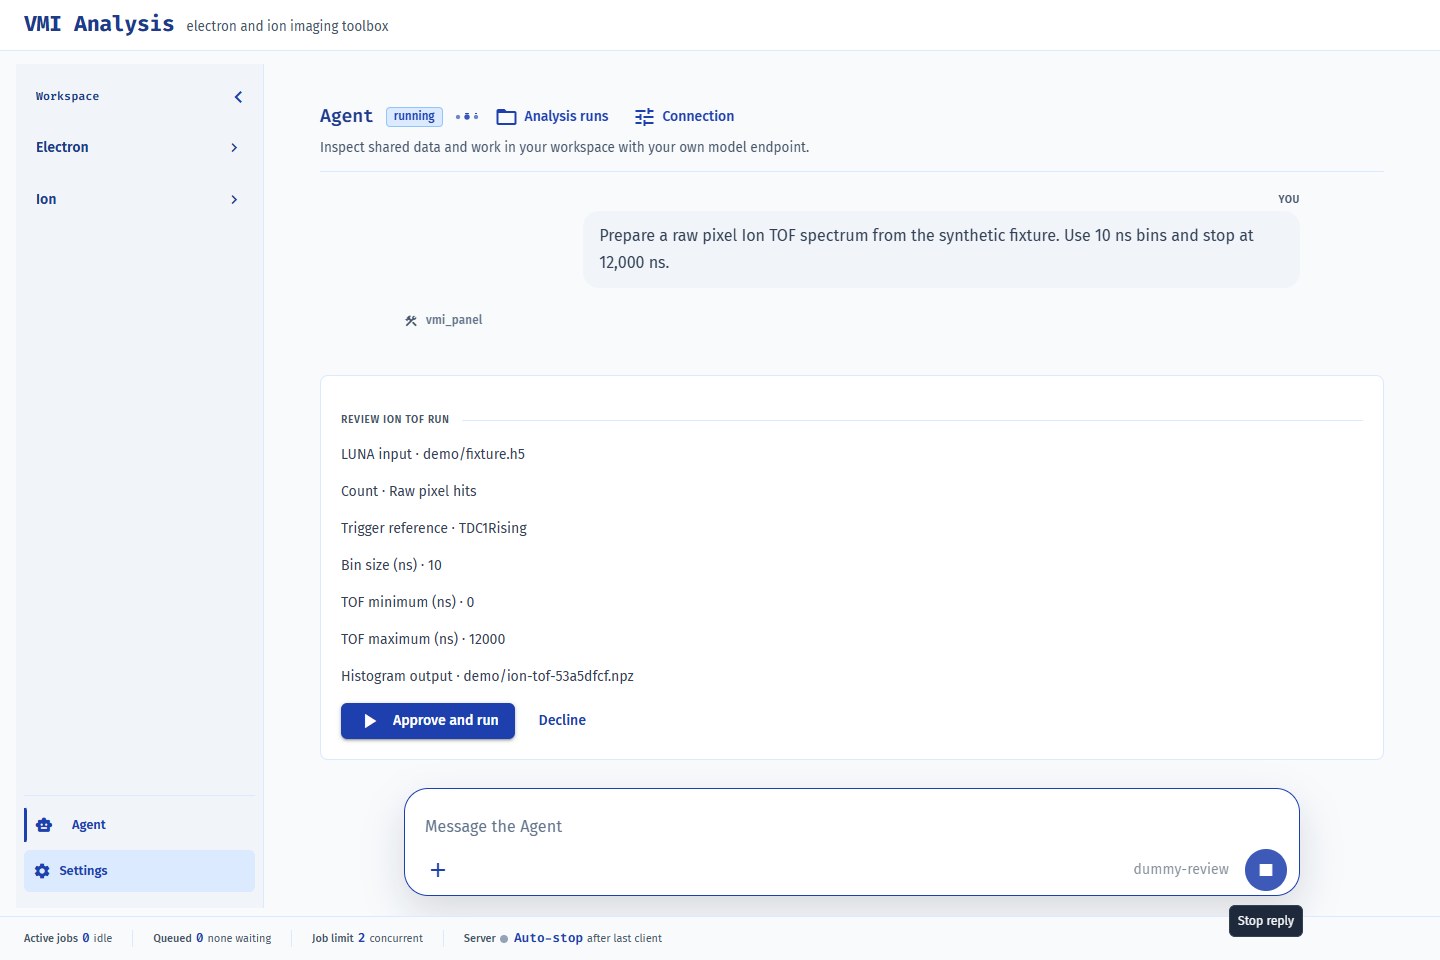 VMI Analysis electron and ion imaging toolbox
Workspace
Electron
Ion
Agent
Settings
Agent running Analysis runs Connection
Inspect shared data and work in your workspace with your own model endpoint.
YOU
Prepare a raw pixel Ion TOF spectrum from the synthetic fixture. Use 10 ns bins and stop at
12,000 ns.
vmi_panel
REVIEW ION TOF RUN
LUNA input · demo/fixture.h5
Count · Raw pixel hits
Trigger reference · TDC1Rising
Bin size (ns) · 10
TOF minimum (ns) · 0
TOF maximum (ns) · 12000
Histogram output · demo/ion-tof-53a5dfcf.npz
Approve and run Decline
Message the Agent
dummy-review
Stop reply
Active jobs 0 idle Queued 0 none waiting Job limit 2 concurrent Server Auto-stop after last client